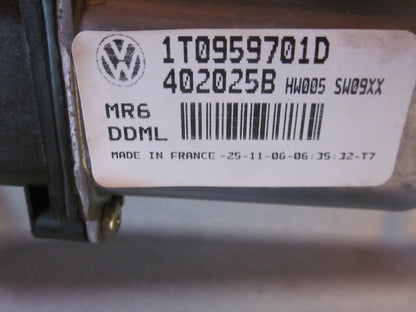 1T0959701D
402025B HW005 SW09XX
MR6
DDML
MADE IN FRANCE -25-11-06-06:35:32-T7